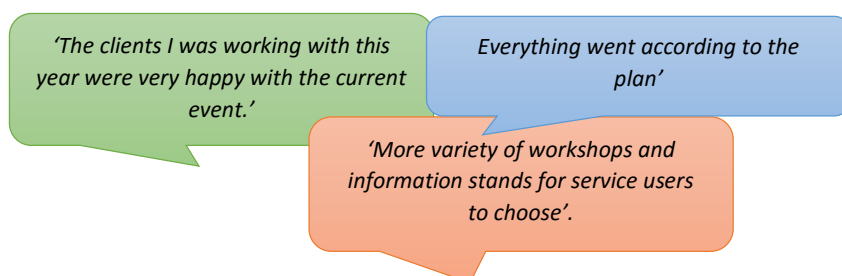 ‘The clients I was working with this
year were very happy with the current
event.’
Everything went according to the
plan’
‘More variety of workshops and
information stands for service users
to choose’.